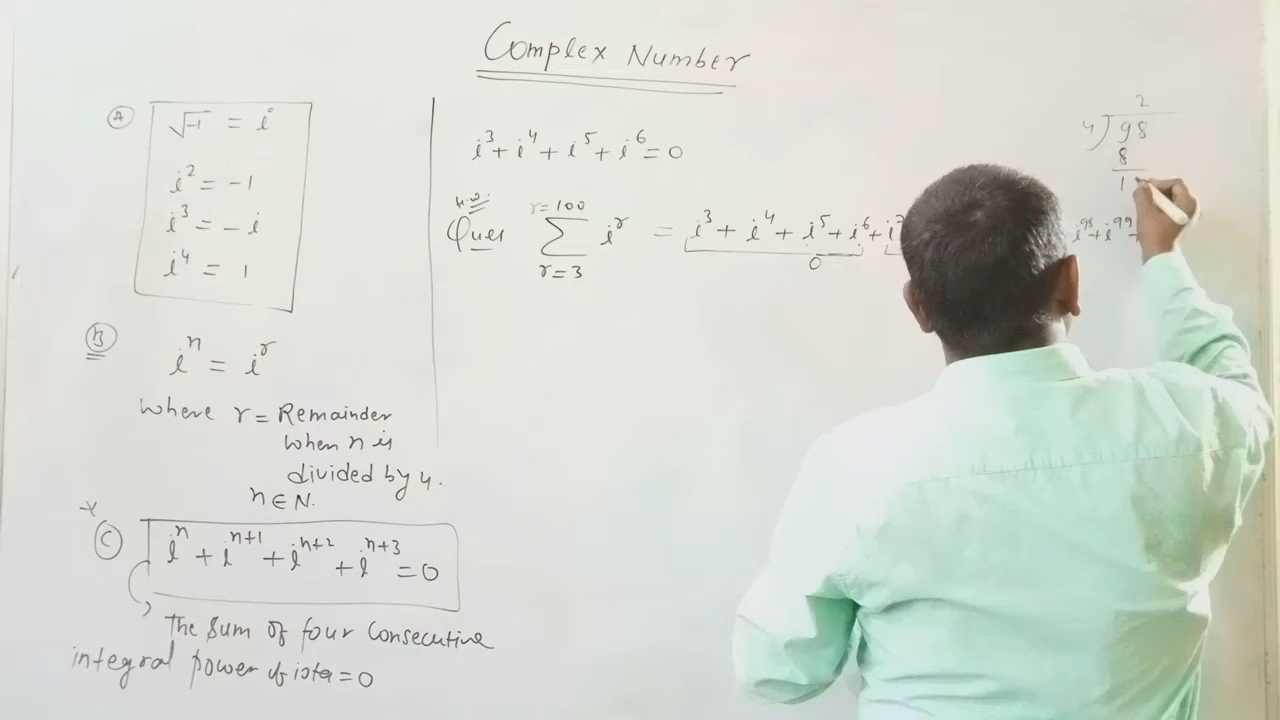 Complex Number
A
√-1 = i
i² = -1
i³ = -i
i⁴ = 1
B
iⁿ = iʳ
where r = Remainder
when n is
divided by 4.
n ∈ N.
C
iⁿ + iⁿ⁺¹ + iⁿ⁺² + iⁿ⁺³ = 0
The sum of four consecutive
integral power of iota = 0
i³ + i⁴ + i⁵ + i⁶ = 0
H.W
Ques
r = 100
∑ iʳ = i³ + i⁴ + i⁵ + i⁶ +
r = 3
0
i⁹⁸ + i⁹⁹ +
2
4 ) 98
8
1